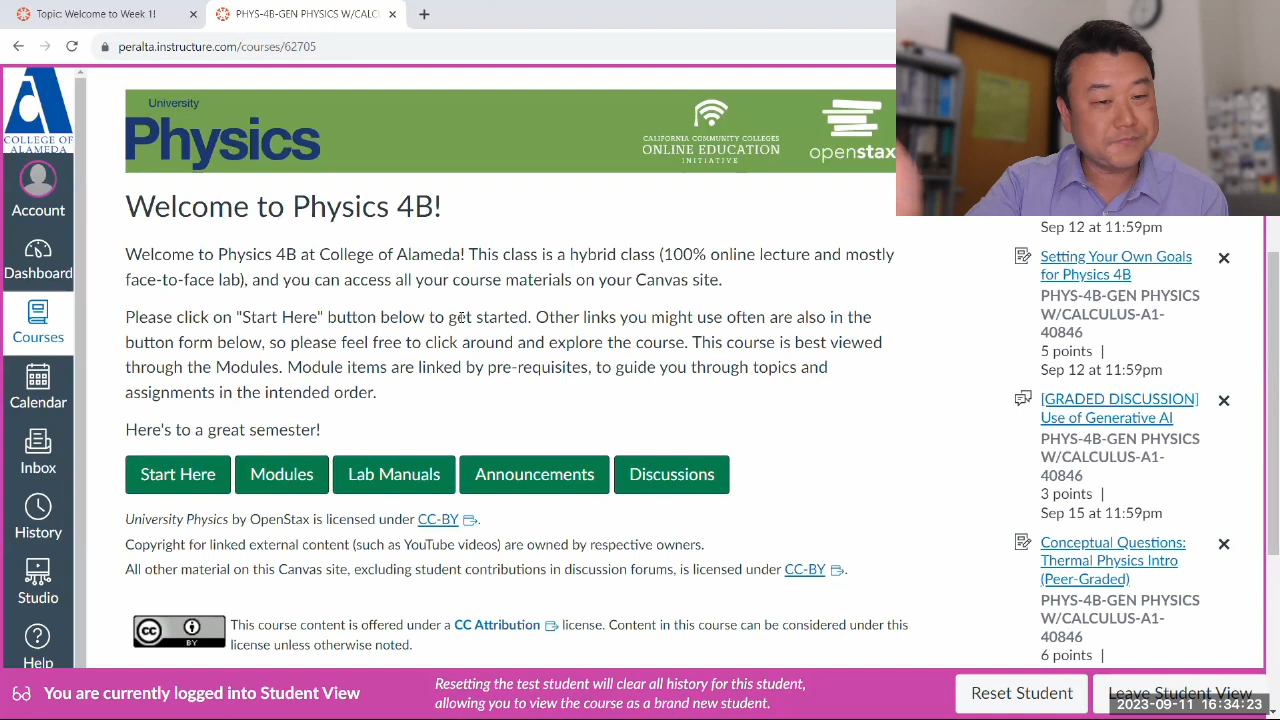 Topic: Welcome to Week 1!
PHYS-4B-GEN PHYSICS W/CALC
peralta.instructure.com/courses/62705
COLLEGE OF
ALAMEDA
Account
Dashboard
Courses
Calendar
Inbox
History
Studio
Help
University
Physics
CALIFORNIA COMMUNITY COLLEGES
ONLINE EDUCATION
INITIATIVE
openstax
Welcome to Physics 4B!
Welcome to Physics 4B at College of Alameda! This class is a hybrid class (100% online lecture and mostly
face-to-face lab), and you can access all your course materials on your Canvas site.
Please click on "Start Here" button below to get started. Other links you might use often are also in the
button form below, so please feel free to click around and explore the course. This course is best viewed
through the Modules. Module items are linked by pre-requisites, to guide you through topics and
assignments in the intended order.
Here's to a great semester!
Start Here
Modules
Lab Manuals
Announcements
Discussions
University Physics by OpenStax is licensed under CC-BY.
Copyright for linked external content (such as YouTube videos) are owned by respective owners.
All other material on this Canvas site, excluding student contributions in discussion forums, is licensed under CC-BY.
cc BY
This course content is offered under a CC Attribution license. Content in this course can be considered under this
license unless otherwise noted.
Sep 12 at 11:59pm
Setting Your Own Goals
for Physics 4B
PHYS-4B-GEN PHYSICS
W/CALCULUS-A1-
40846
5 points |
Sep 12 at 11:59pm
[GRADED DISCUSSION]
Use of Generative AI
PHYS-4B-GEN PHYSICS
W/CALCULUS-A1-
40846
3 points |
Sep 15 at 11:59pm
Conceptual Questions:
Thermal Physics Intro
(Peer-Graded)
PHYS-4B-GEN PHYSICS
W/CALCULUS-A1-
40846
6 points |
You are currently logged into Student View
Resetting the test student will clear all history for this student,
allowing you to view the course as a brand new student.
Reset Student
Leave Student View
2023-09-11 16:34:23